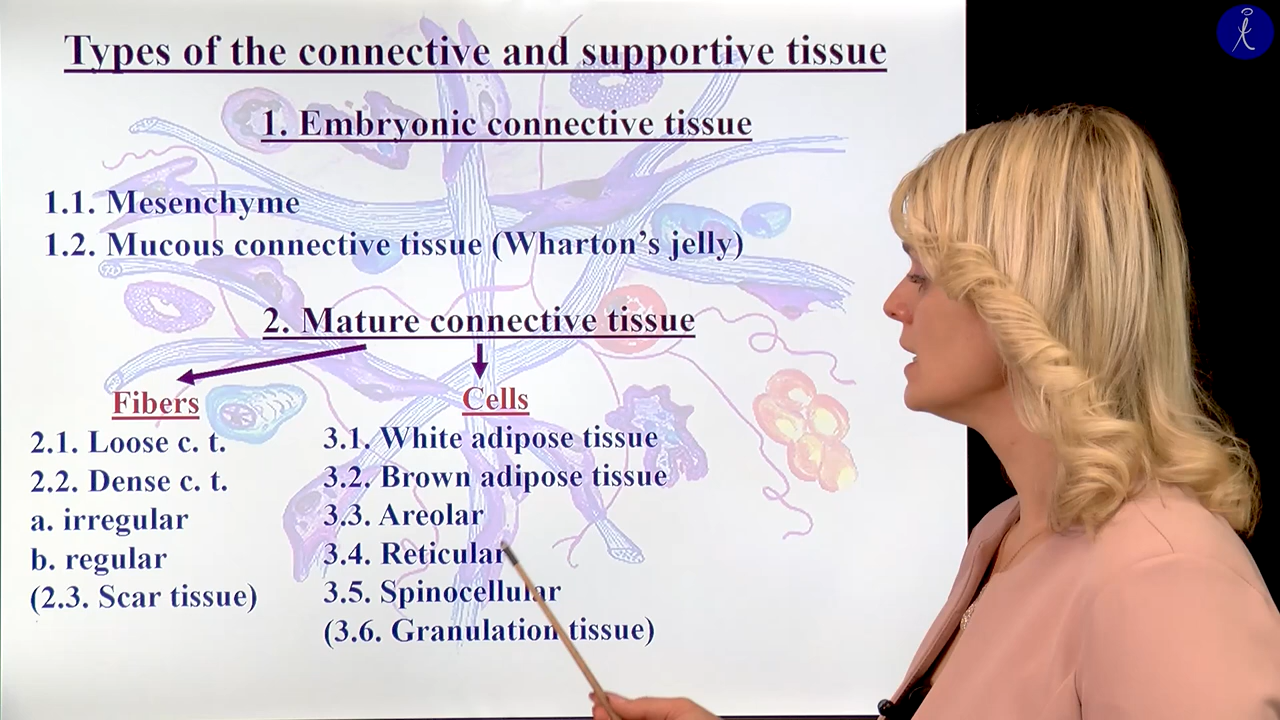 Types of the connective and supportive tissue
1. Embryonic connective tissue
1.1. Mesenchyme
1.2. Mucous connective tissue (Wharton’s jelly)
2. Mature connective tissue
Fibers
2.1. Loose c. t.
2.2. Dense c. t.
a. irregular
b. regular
(2.3. Scar tissue)
Cells
3.1. White adipose tissue
3.2. Brown adipose tissue
3.3. Areolar
3.4. Reticular
3.5. Spinocellular
(3.6. Granulation tissue)